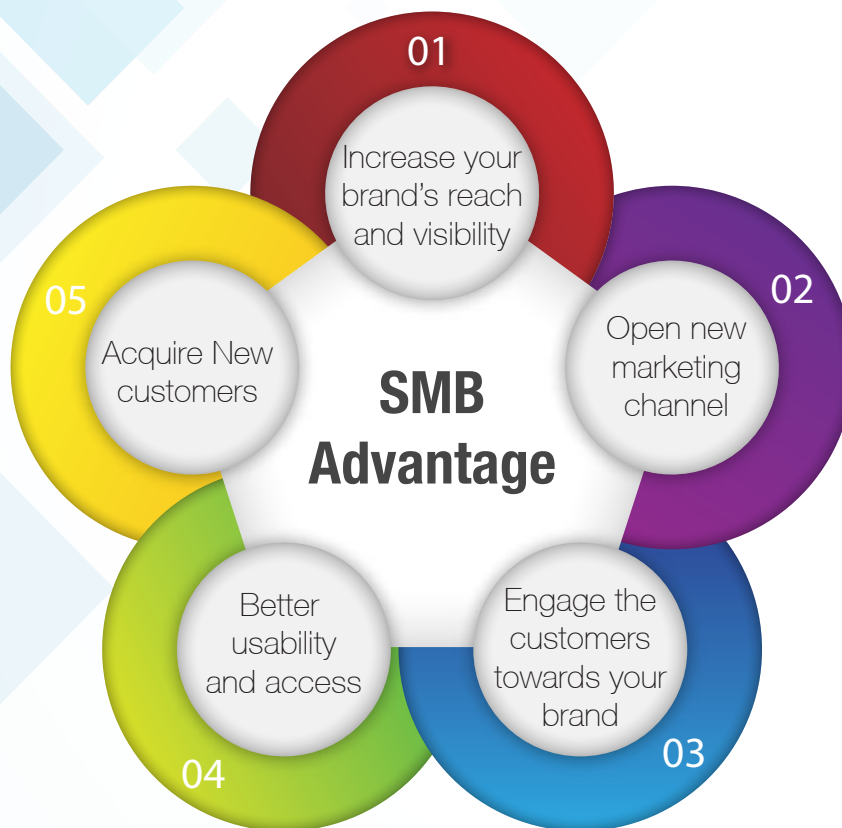 SMB
Advantage
01
Increase your
brand’s reach
and visibility
02
Open new
marketing
channel
03
Engage the
customers
towards your
brand
04
Better
usability
and access
05
Acquire New
customers